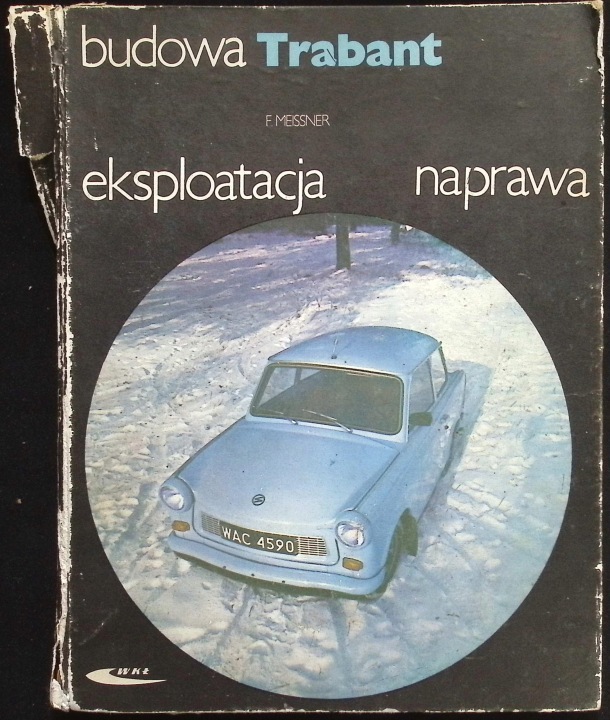 budowa Trabant
F. MEISSNER
eksploatacja naprawa
WAC 4590
WKŁ